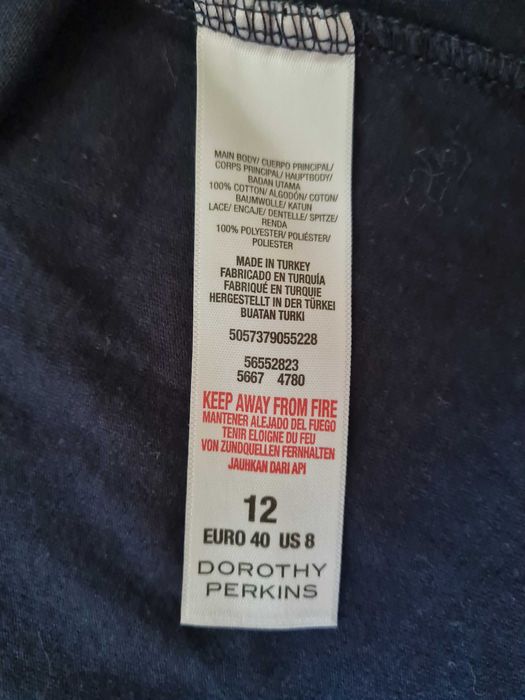 MAIN BODY/ CUERPO PRINCIPAL/
CORPS PRINCIPAL/ HAUPTBODY/
BADAN UTAMA
100% COTTON/ ALGODÓN/ COTON/
BAUMWOLLE/ KATUN
LACE/ ENCAJE/ DENTELLE/ SPITZE/
RENDA
100% POLYESTER/ POLIÉSTER/
POLIESTER
MADE IN TURKEY
FABRICADO EN TURQUÍA
FABRIQUÉ EN TURQUIE
HERGESTELLT IN DER TÜRKEI
BUATAN TURKI
5057379055228
56552823
5667 4780
KEEP AWAY FROM FIRE
MANTENER ALEJADO DEL FUEGO
TENIR ELOIGNE DU FEU
VON ZUNDQUELLEN FERNHALTEN
JAUHKAN DARI API
12
EURO 40 US 8
DOROTHY
PERKINS